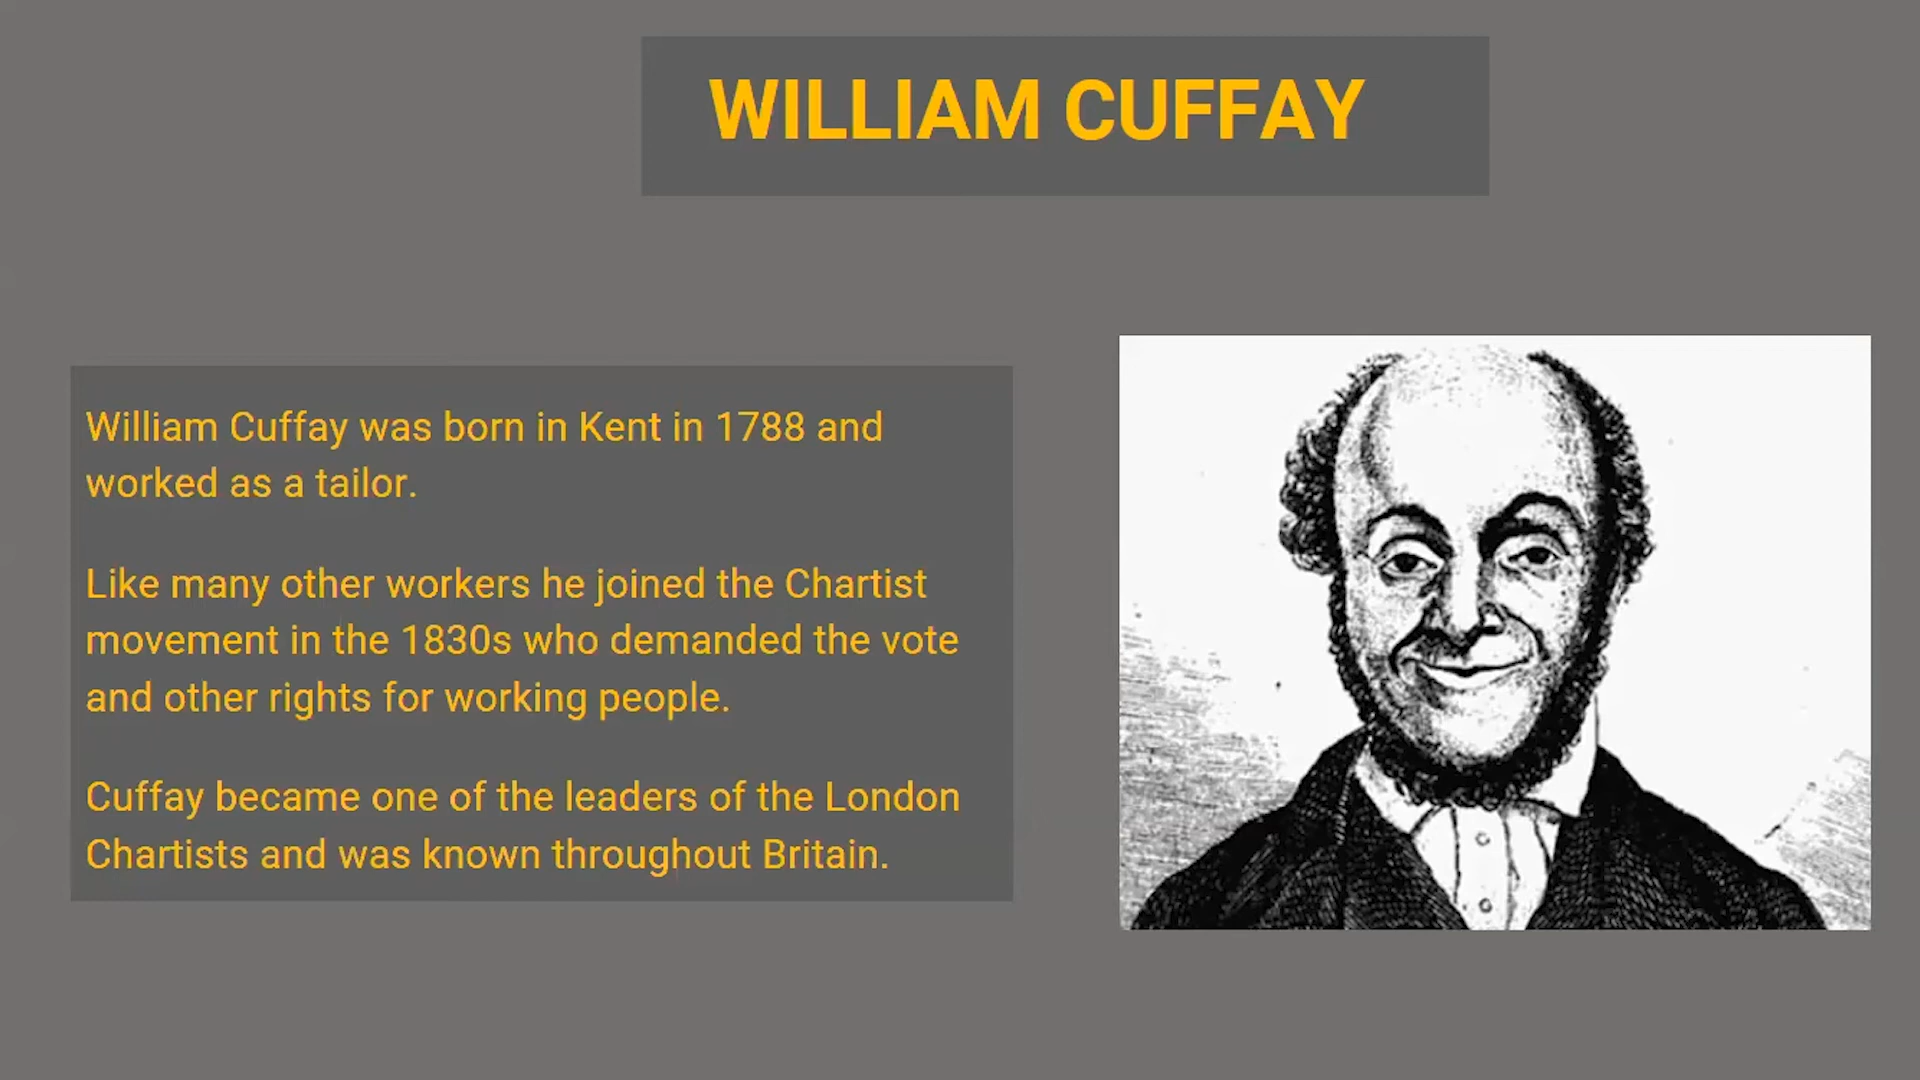 WILLIAM CUFFAY
William Cuffay was born in Kent in 1788 and
worked as a tailor.
Like many other workers he joined the Chartist
movement in the 1830s who demanded the vote
and other rights for working people.
Cuffay became one of the leaders of the London
Chartists and was known throughout Britain.